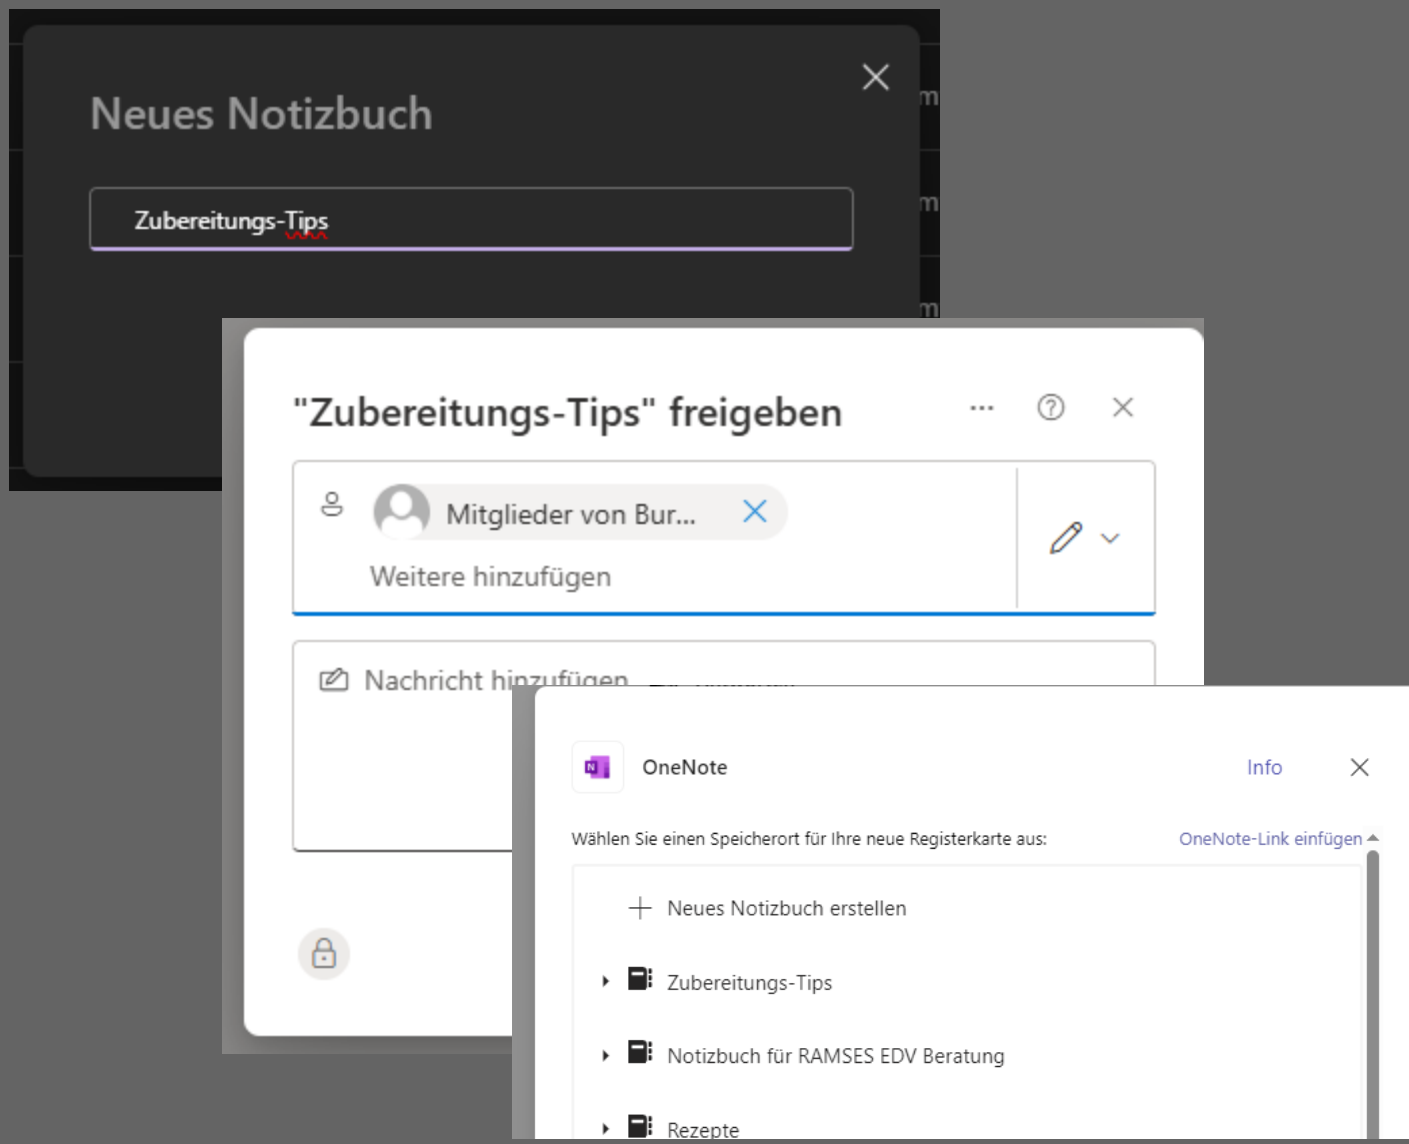 Neues Notizbuch
Zubereitungs-Tips
m
m
m
"Zubereitungs-Tips" freigeben
Mitglieder von Bur...
Weitere hinzufügen
Nachricht hinzufügen
OneNote
Info
Wählen Sie einen Speicherort für Ihre neue Registerkarte aus:
OneNote-Link einfügen
Neues Notizbuch erstellen
Zubereitungs-Tips
Notizbuch für RAMSES EDV Beratung
Rezepte